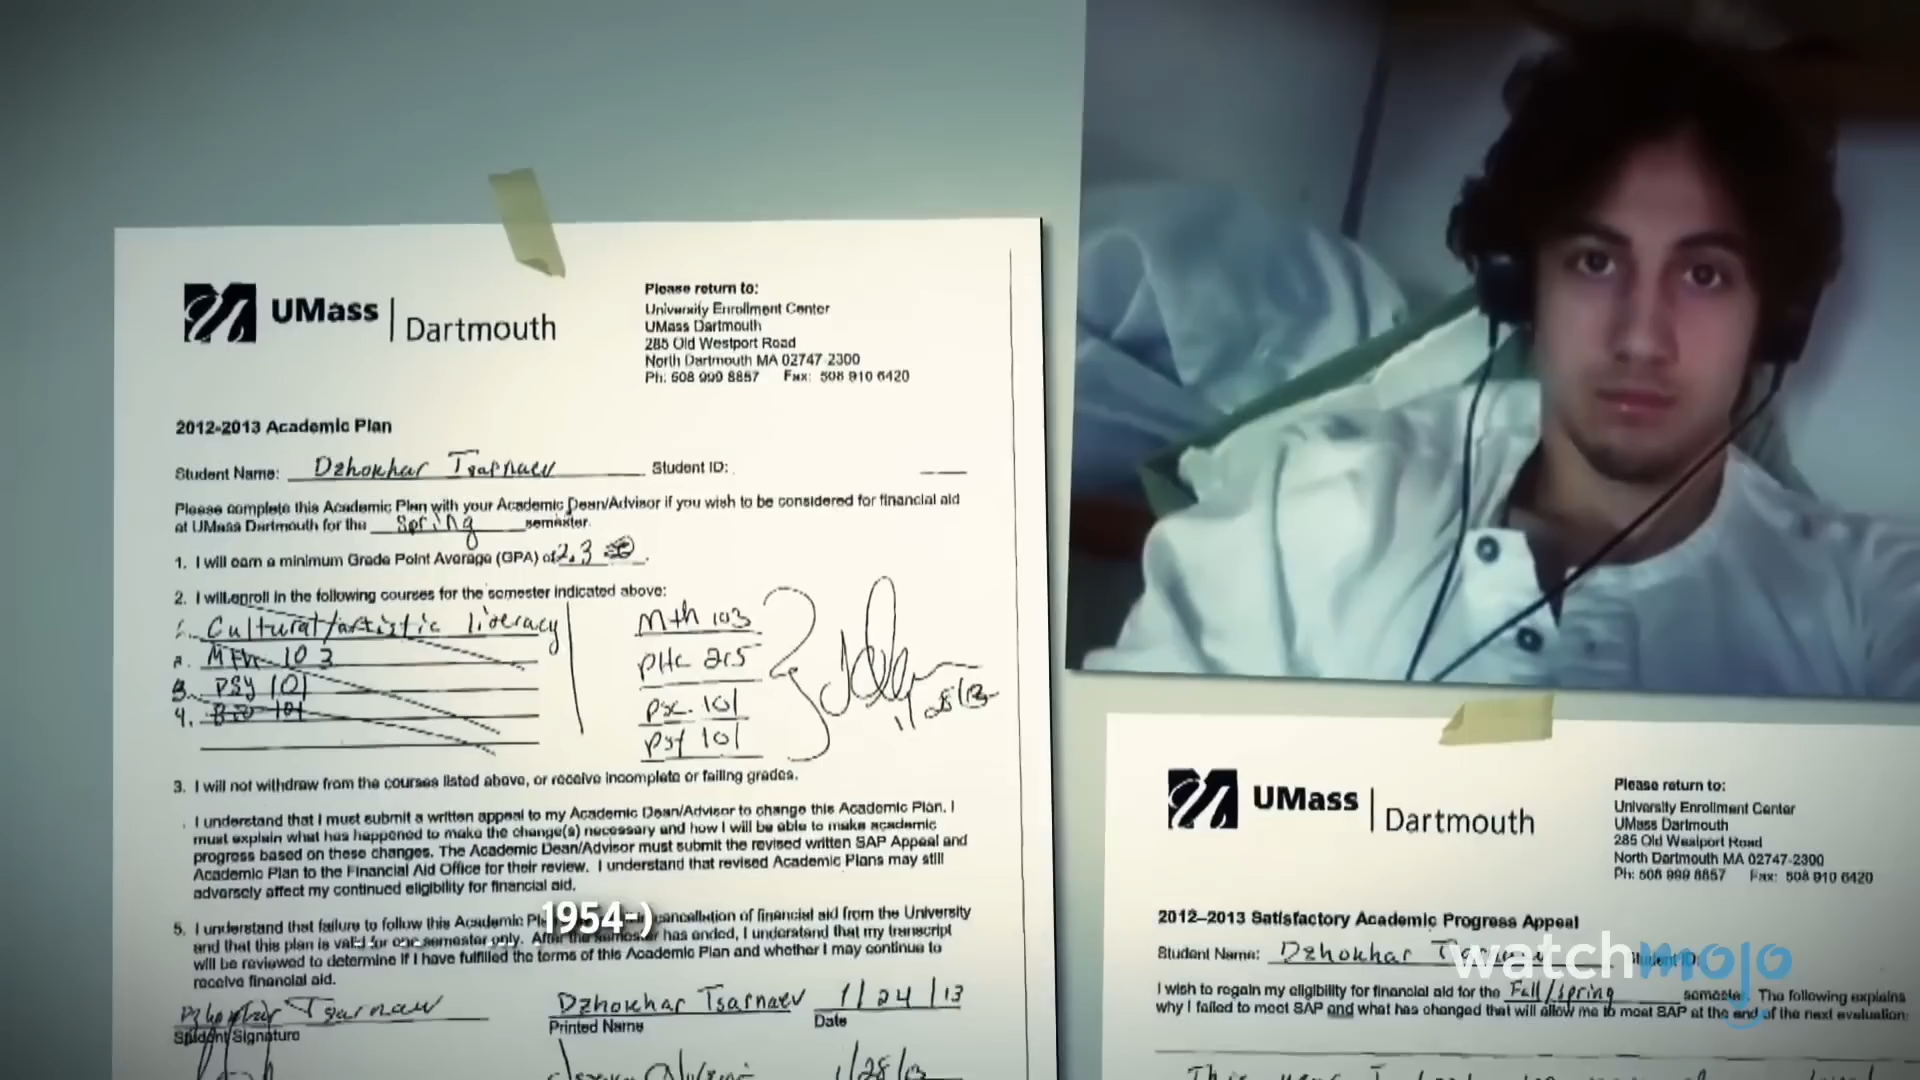 UMass | Dartmouth
Please return to:
University Enrollment Center
UMass Dartmouth
285 Old Westport Road
North Dartmouth MA 02747-2300
Ph: 508 999 8857 Fax: 508 910 6420
2012-2013 Academic Plan
Student Name: Dzhokhar Tsarnaev Student ID:
Please complete this Academic Plan with your Academic Dean/Advisor if you wish to be considered for financial aid
at UMass Dartmouth for the Spring semester.
1. I will earn a minimum Grade Point Average (GPA) of 2.3
2. I will enroll in the following courses for the semester indicated above:
Cultural/artistic literacy
Mth 103
3. PSY 101
4.
Mth 103
PHL 215
PSC 101
PSY 101
1/28/13
3. I will not withdraw from the courses listed above, or receive incomplete or failing grades.
I understand that I must submit a written appeal to my Academic Dean/Advisor to change this Academic Plan. I
must explain what has happened to make the change(s) necessary and how I will be able to make academic
progress based on these changes. The Academic Dean/Advisor must submit the revised written SAP Appeal and
Academic Plan to the Financial Aid Office for their review. I understand that revised Academic Plans may still
adversely affect my continued eligibility for financial aid.
5. I understand that failure to follow this Academic cancellation of financial aid from the University
and that this plan is valid for one semester only. After the semester has ended, I understand that my transcript
will be reviewed to determine if I have fulfilled the terms of this Academic Plan and whether I may continue to
receive financial aid.
1954-)
Dzhokhar Tsarnaev Dzhokhar Tsarnaev 1/24/13
Student Signature Printed Name Date
1/28/13
UMass | Dartmouth
Please return to:
University Enrollment Center
UMass Dartmouth
285 Old Westport Road
North Dartmouth MA 02747-2300
Ph: 508 999 8857 Fax: 508 910 6420
2012–2013 Satisfactory Academic Progress Appeal
Student Name: Dzhokhar
watchmojo
I wish to regain my eligibility for financial aid for the Fall/Spring semester. The following explains
why I failed to meet SAP and what has changed that will allow me to meet SAP at the end of the next evaluation:
This year I